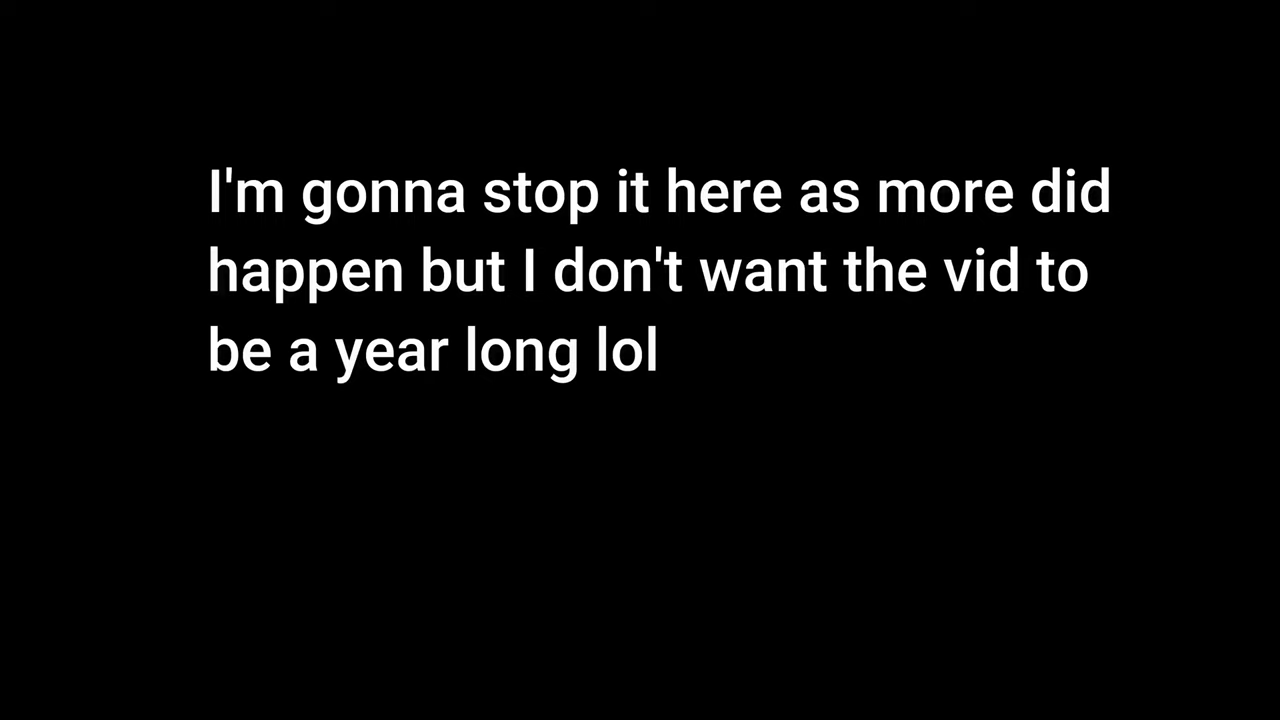 I'm gonna stop it here as more did
happen but I don't want the vid to
be a year long lol